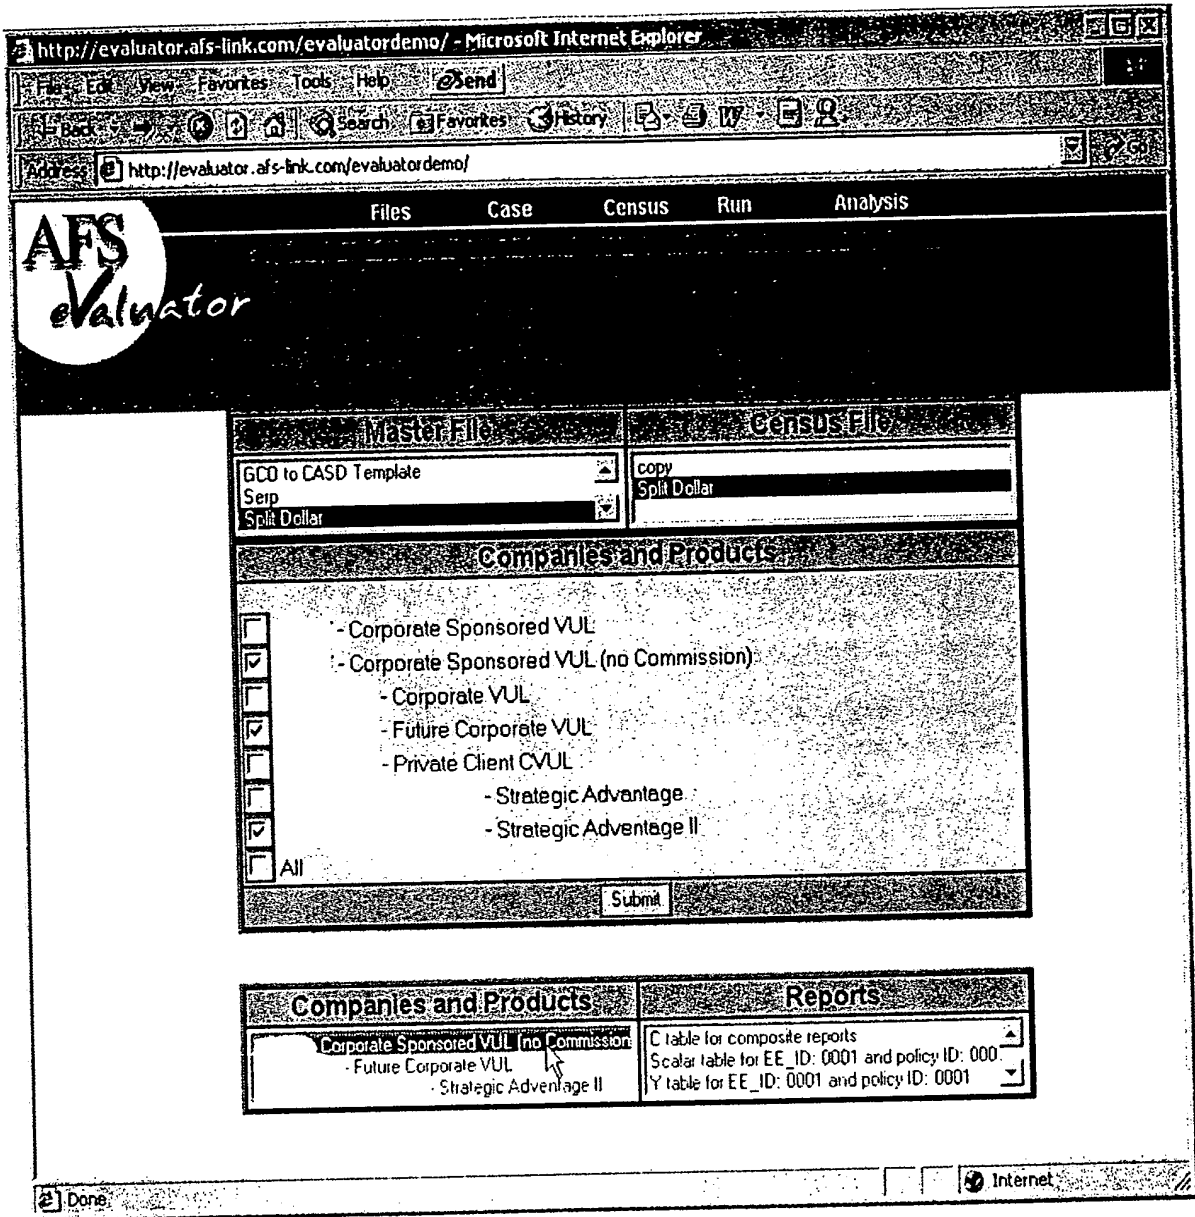 http://evaluator.afs-link.com/evaluatordemo/ - Microsoft Internet Explorer
File Edit View Favorites Tools Help Send
Back Search Favorites History
Address http://evaluator.afs-link.com/evaluatordemo/ Go
Files Case Census Run Analysis
AFS
eValuator
Master File Census File
GCO to CASD Template
Serp
Split Dollar
copy
Split Dollar
Companies and Products
- Corporate Sponsored VUL
- Corporate Sponsored VUL (no Commission)
- Corporate VUL
- Future Corporate VUL
- Private Client CVUL
- Strategic Advantage
- Strategic Advantage II
All
Submit
Companies and Products Reports
Corporate Sponsored VUL (no Commission
- Future Corporate VUL
- Strategic Advantage II
C table for composite reports
Scalar table for EE_ID: 0001 and policy ID: 000
Y table for EE_ID: 0001 and policy ID: 0001
Done Internet